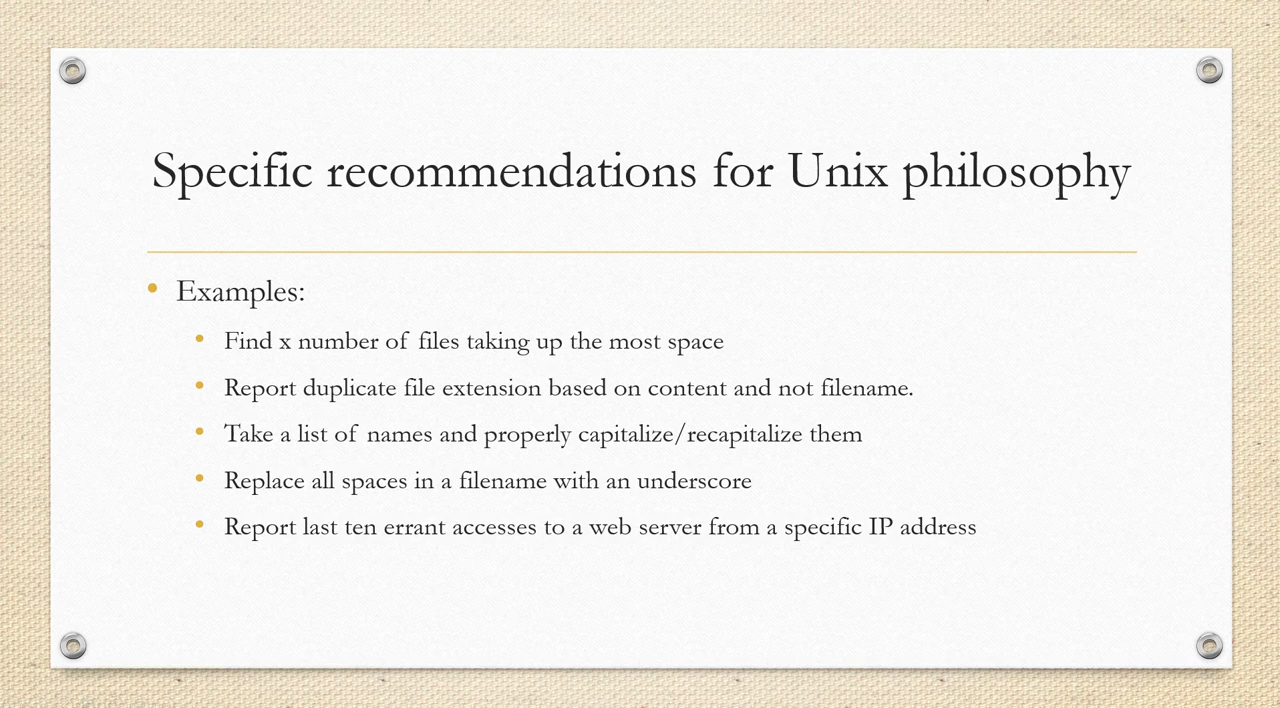 Specific recommendations for Unix philosophy
Examples:
Find x number of files taking up the most space
Report duplicate file extension based on content and not filename.
Take a list of names and properly capitalize/recapitalize them
Replace all spaces in a filename with an underscore
Report last ten errant accesses to a web server from a specific IP address